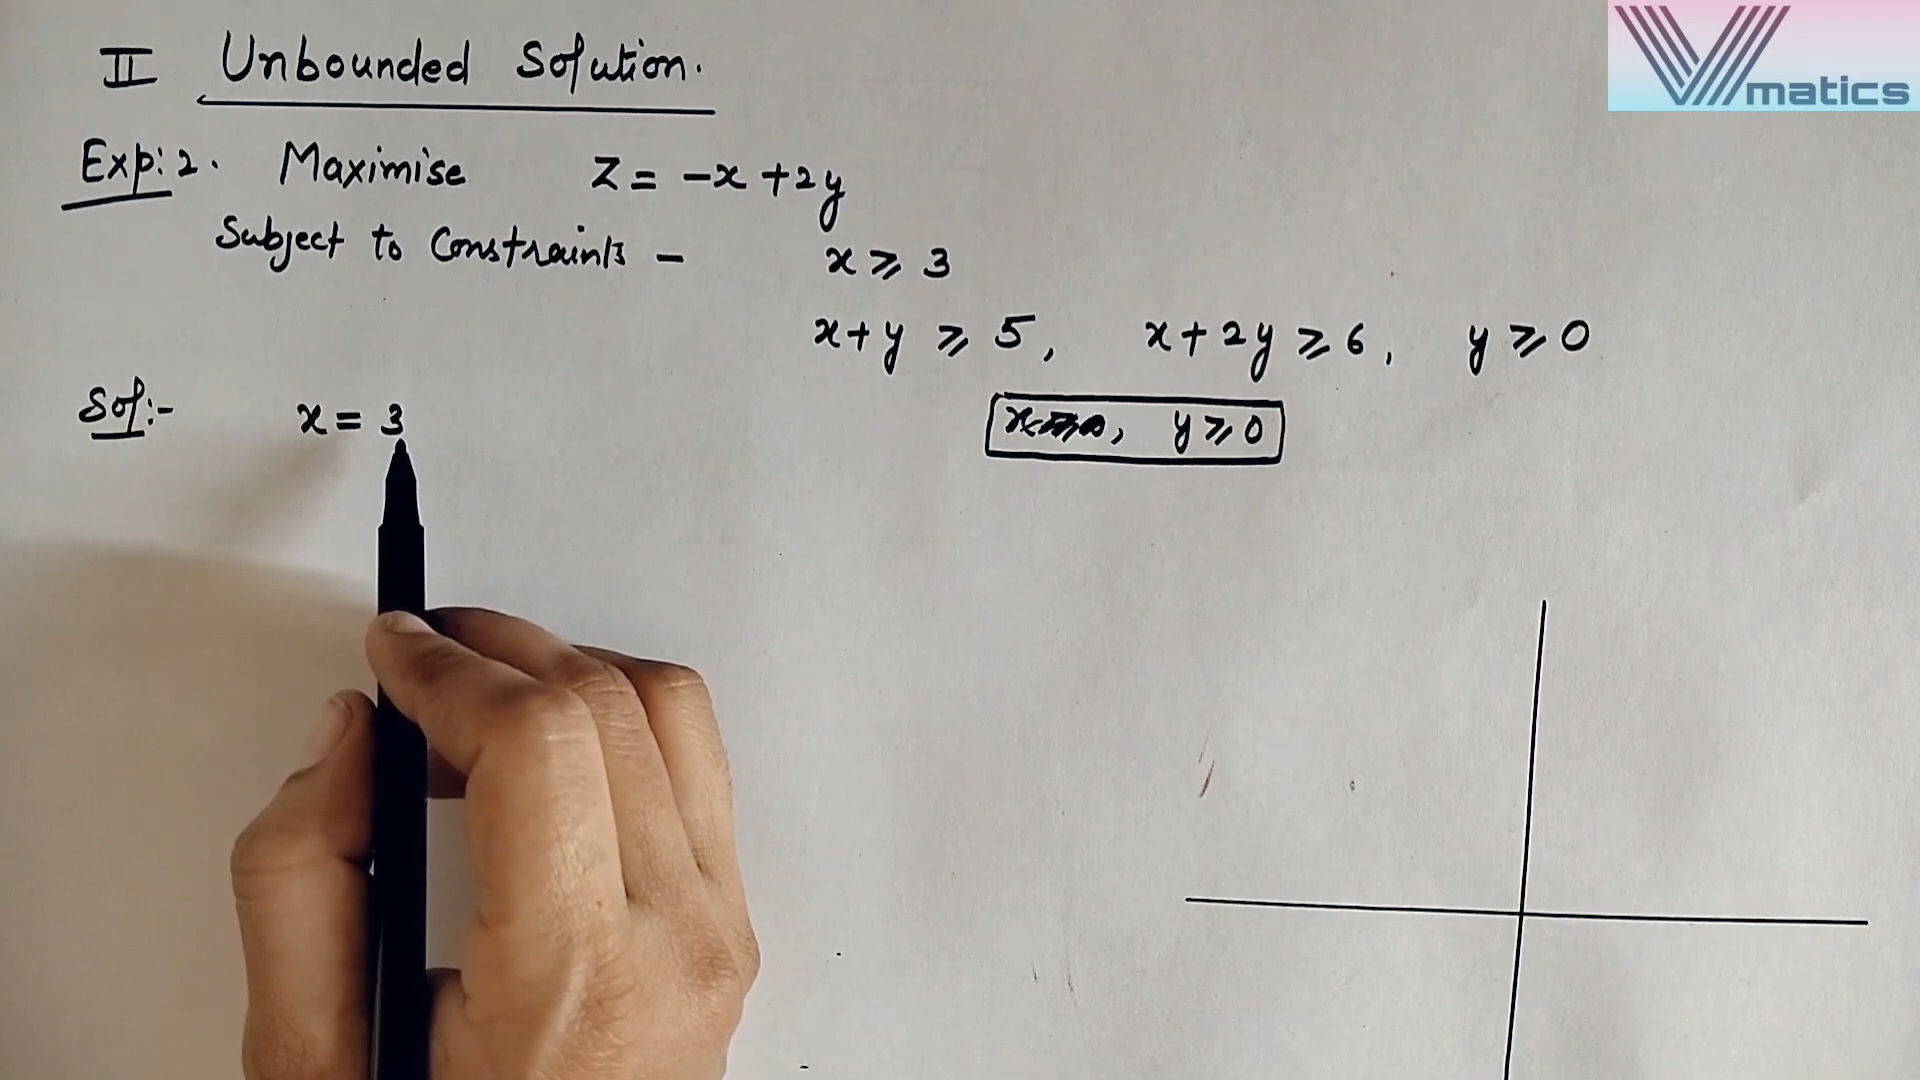 II Unbounded Solution.
Vmatics
Exp:2. Maximise Z = -x + 2y
Subject to Constraints - x ⩾ 3
x + y ⩾ 5, x + 2y ⩾ 6, y ⩾ 0
Sol:- x = 3
, y ⩾ 0